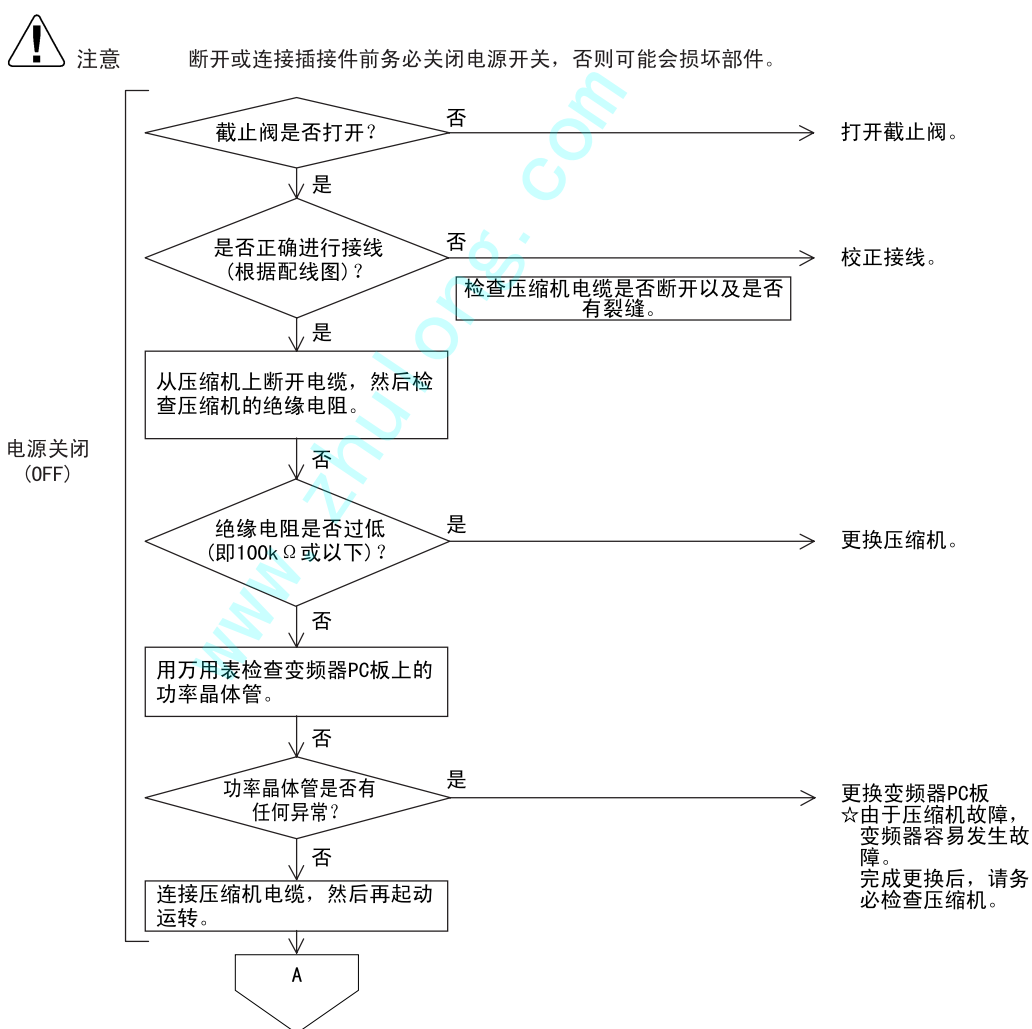 注意
断开或连接插接件前务必关闭电源开关，否则可能会损坏部件。
截止阀是否打开？
否
打开截止阀。
是
是否正确进行接线
(根据配线图)？
否
校正接线。
检查压缩机电缆是否断开以及是否
有裂缝。
是
从压缩机上断开电缆，然后检
查压缩机的绝缘电阻。
电源关闭
(OFF)
否
绝缘电阻是否过低
(即100kΩ或以下)？
是
更换压缩机。
否
用万用表检查变频器PC板上的
功率晶体管。
否
功率晶体管是否有
任何异常？
是
更换变频器PC板
☆由于压缩机故障，
变频器容易发生故
障。
完成更换后，请务
必检查压缩机。
否
连接压缩机电缆，然后再起动
运转。
A
www.zhulong.com